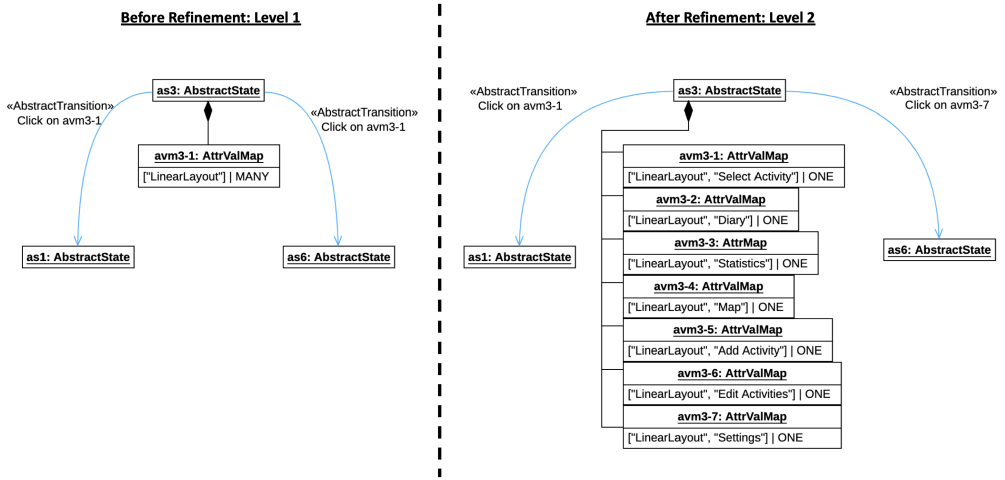 Before Refinement: Level 1
as3: AbstractState
«AbstractTransition»
Click on avm3-1
«AbstractTransition»
Click on avm3-1
avm3-1: AttrValMap
["LinearLayout"] | MANY
as1: AbstractState
as6: AbstractState
After Refinement: Level 2
as3: AbstractState
«AbstractTransition»
Click on avm3-1
«AbstractTransition»
Click on avm3-7
avm3-1: AttrValMap
["LinearLayout", "Select Activity"] | ONE
avm3-2: AttrValMap
["LinearLayout", "Diary"] | ONE
avm3-3: AttrMap
["LinearLayout", "Statistics"] | ONE
avm3-4: AttrValMap
["LinearLayout", "Map"] | ONE
avm3-5: AttrValMap
["LinearLayout", "Add Activity"] | ONE
avm3-6: AttrValMap
["LinearLayout", "Edit Activities"] | ONE
avm3-7: AttrValMap
["LinearLayout", "Settings"] | ONE
as1: AbstractState
as6: AbstractState